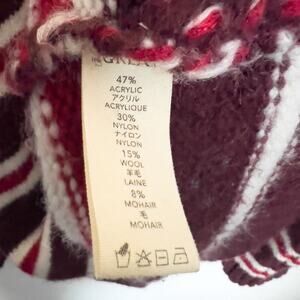 GREAT
47%
ACRYLIC
アクリル
ACRYLIQUE
30%
NYLON
ナイロン
NYLON
15%
WOOL
羊毛
LAINE
8%
MOHAIR
毛
MOHAIR